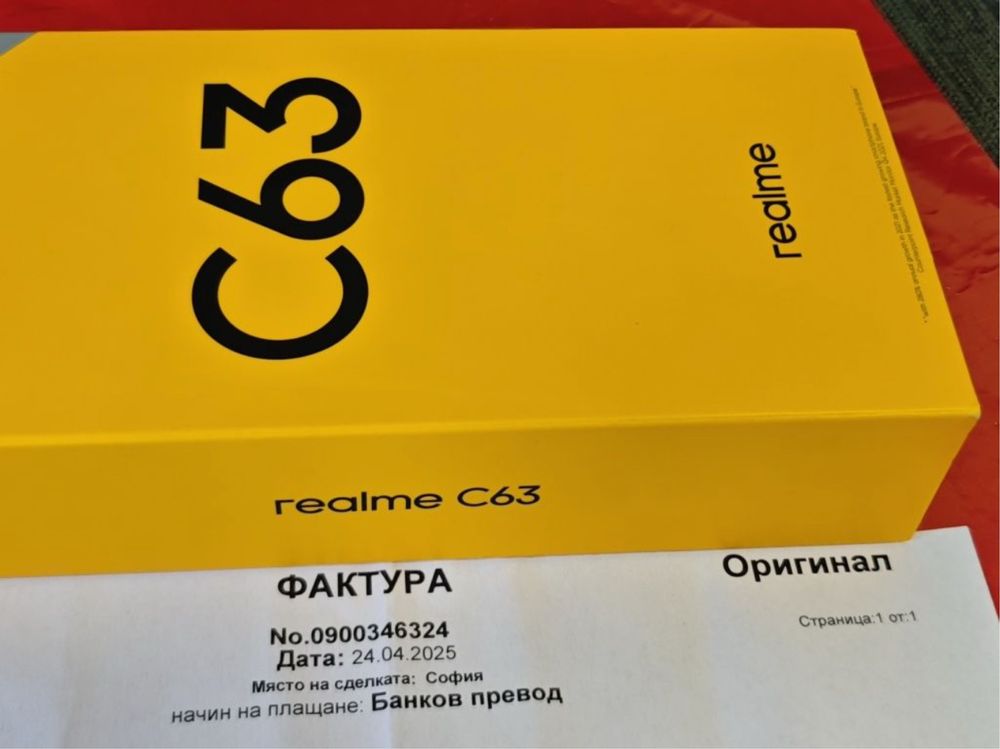 C63
realme
realme C63
ФАКТУРА
Оригинал
No.0900346324
Страница:1 от:1
Дата: 24.04.2025
Място на сделката: София
начин на плащане: Банков превод